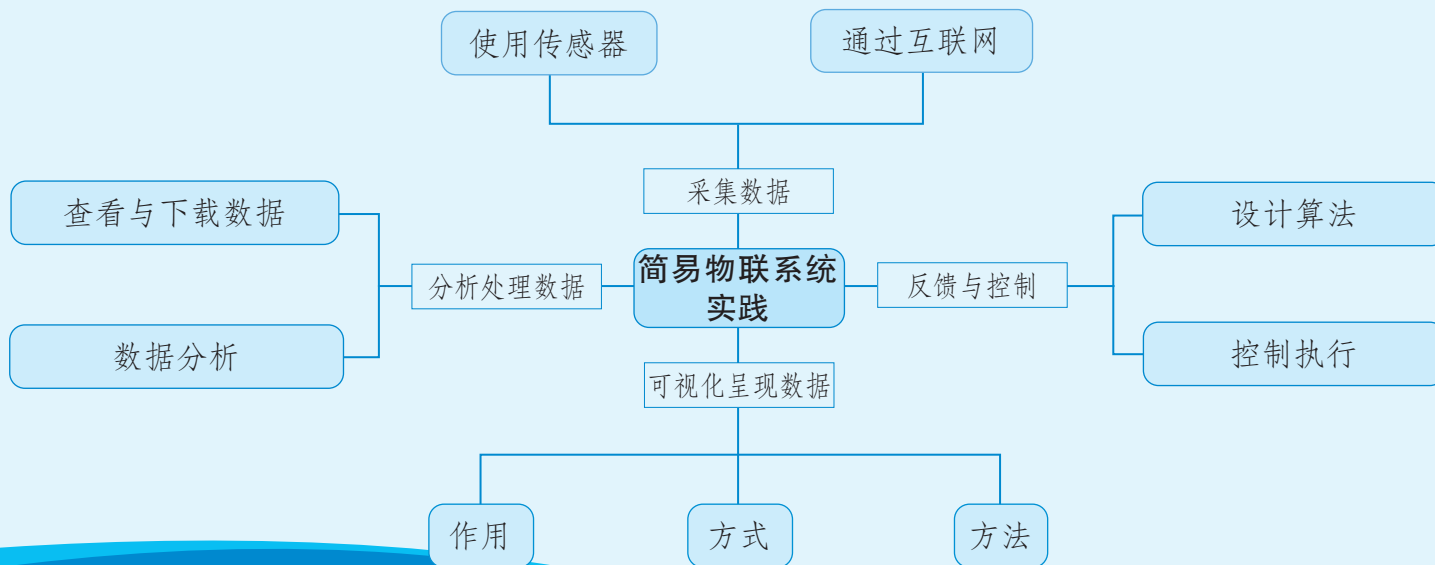 使用传感器
通过互联网
采集数据
查看与下载数据
设计算法
分析处理数据
简易物联系统
实践
反馈与控制
数据分析
控制执行
可视化呈现数据
作用
方式
方法